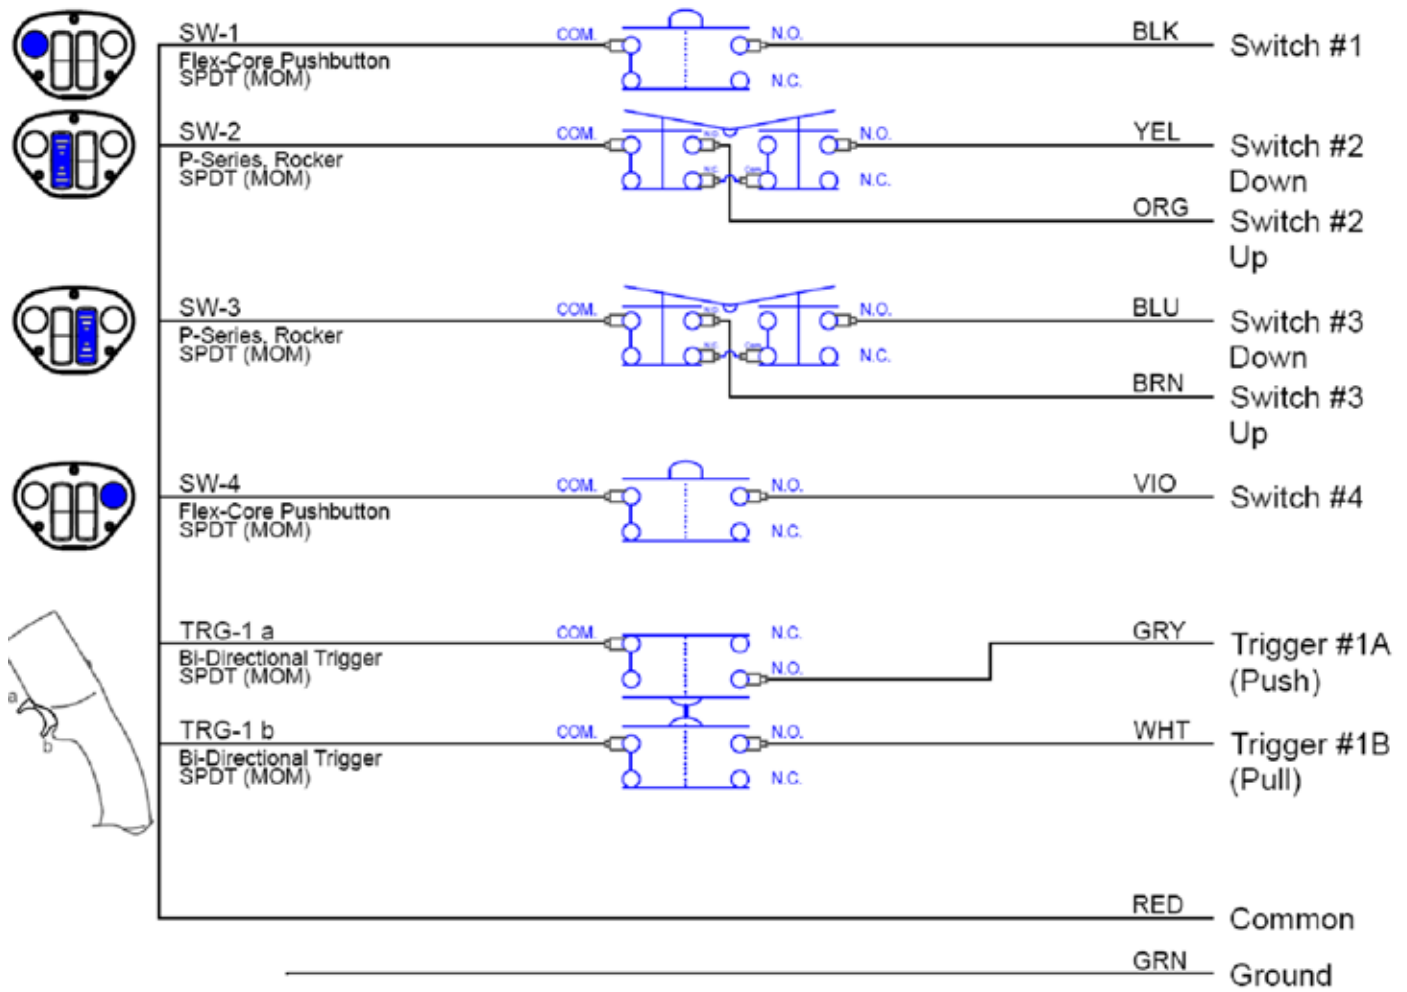 SW-1
COM.
N.O.
BLK
Switch #1
Flex-Core Pushbutton
SPDT (MOM)
N.C.
SW-2
COM.
N.O.
N.O.
YEL
Switch #2
Down
P-Series, Rocker
SPDT (MOM)
N.C.
Com.
N.C.
ORG
Switch #2
Up
SW-3
COM.
N.O.
N.O.
BLU
Switch #3
Down
P-Series, Rocker
SPDT (MOM)
N.C.
Com.
N.C.
BRN
Switch #3
Up
SW-4
COM.
N.O.
VIO
Switch #4
Flex-Core Pushbutton
SPDT (MOM)
N.C.
TRG-1 a
COM.
N.C.
GRY
Trigger #1A
(Push)
Bi-Directional Trigger
SPDT (MOM)
N.O.
a
b
TRG-1 b
COM.
N.O.
WHT
Trigger #1B
(Pull)
Bi-Directional Trigger
SPDT (MOM)
N.C.
RED
Common
GRN
Ground